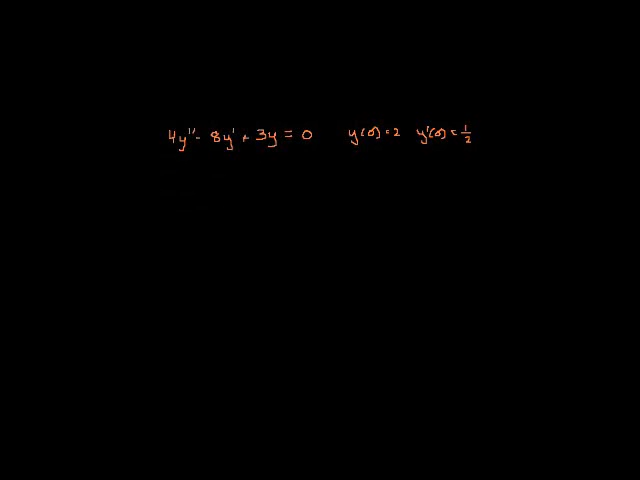 4y'' - 8y' + 3y = 0 y(0) = 2 y'(0) = 1/2